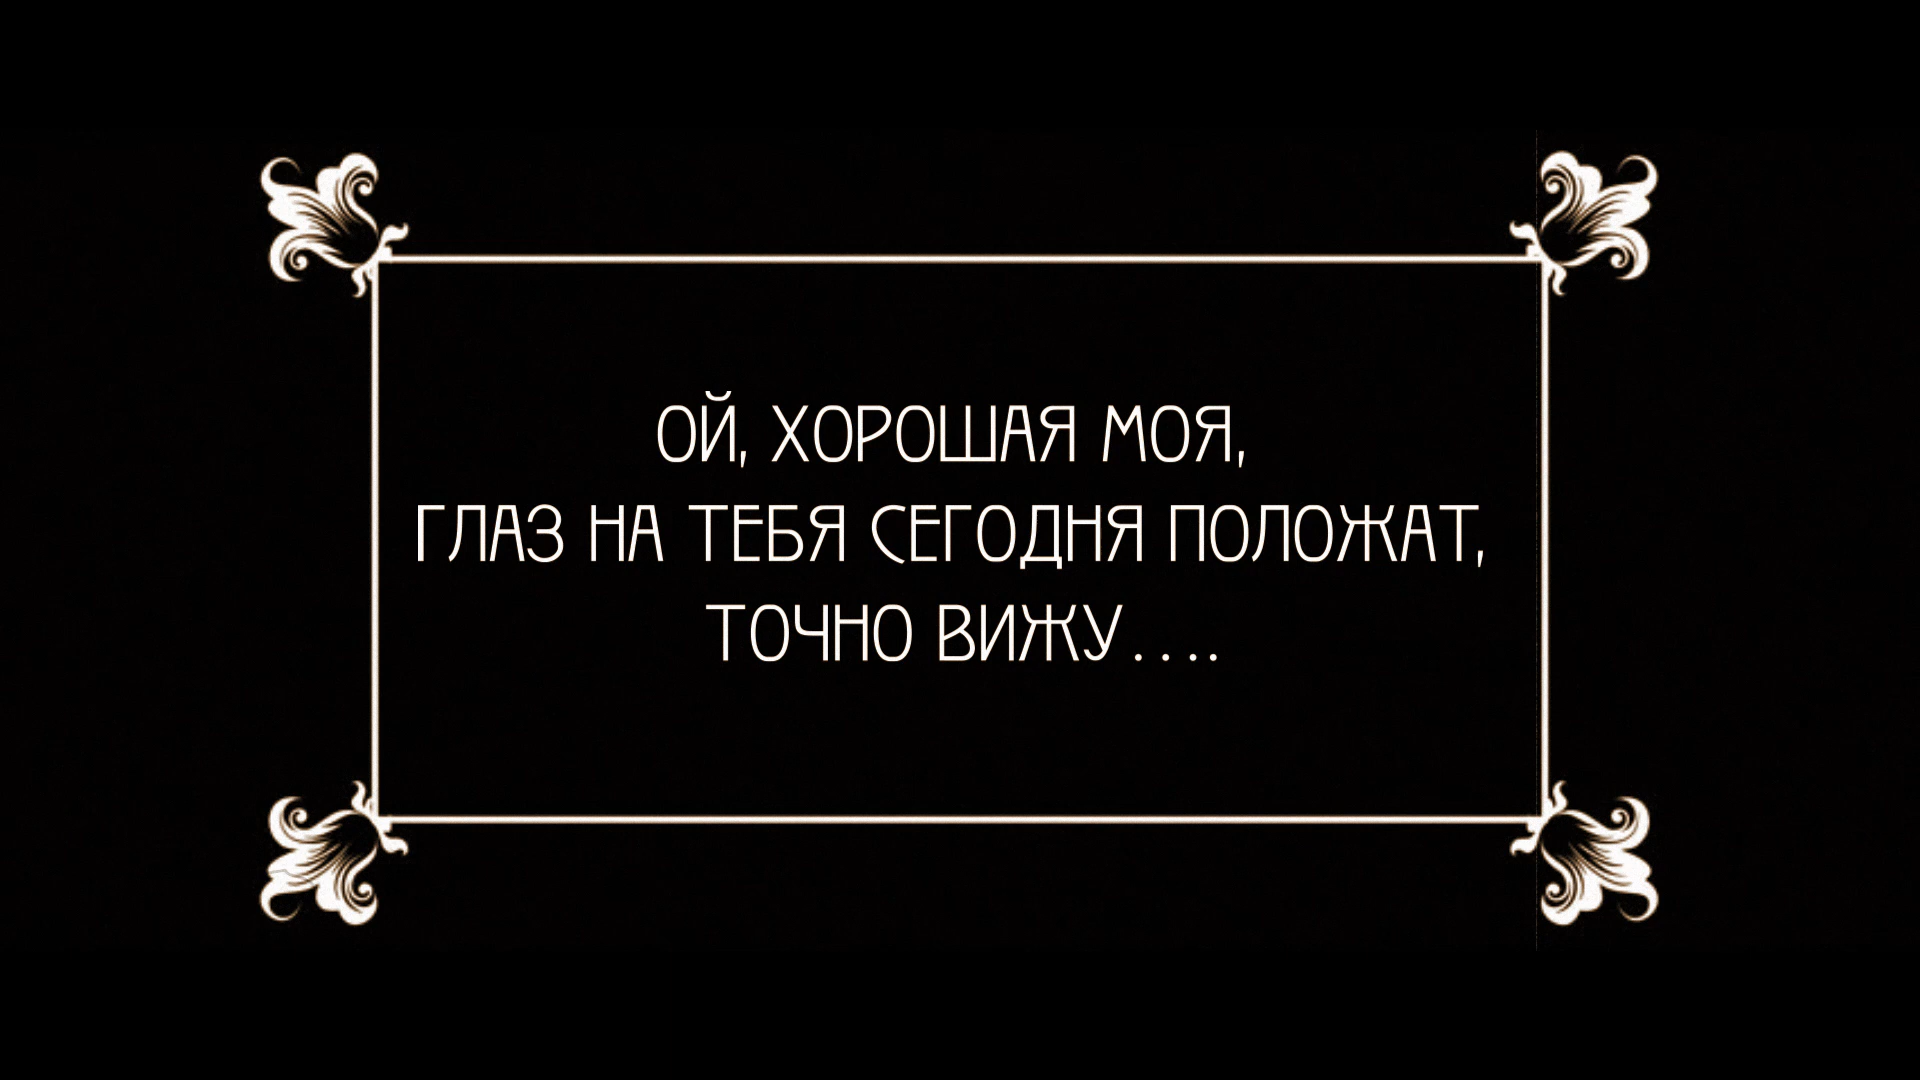 ОЙ, ХОРОШАЯ МОЯ,
ГЛАЗ НА ТЕБЯ СЕГОДНЯ ПОЛОЖАТ,
ТОЧНО ВИЖУ....